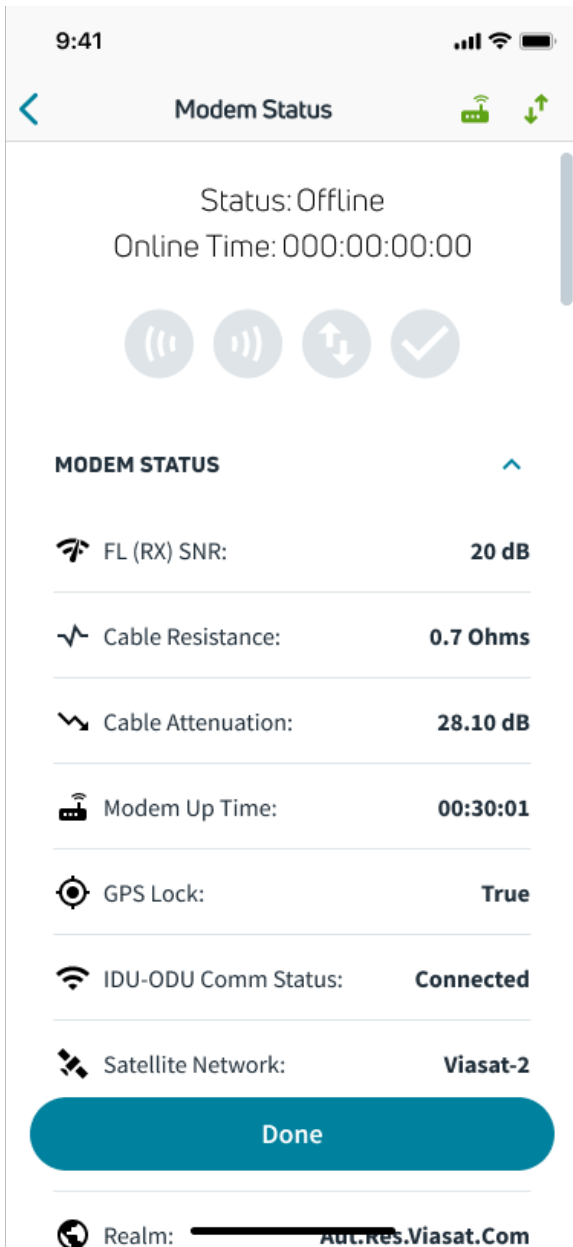 9:41
Modem Status
Status: Offline
Online Time: 000:00:00:00
MODEM STATUS
FL (RX) SNR: 20 dB
Cable Resistance: 0.7 Ohms
Cable Attenuation: 28.10 dB
Modem Up Time: 00:30:01
GPS Lock: True
IDU-ODU Comm Status: Connected
Satellite Network: Viasat-2
Done
Realm: Aut.Res.Viasat.Com